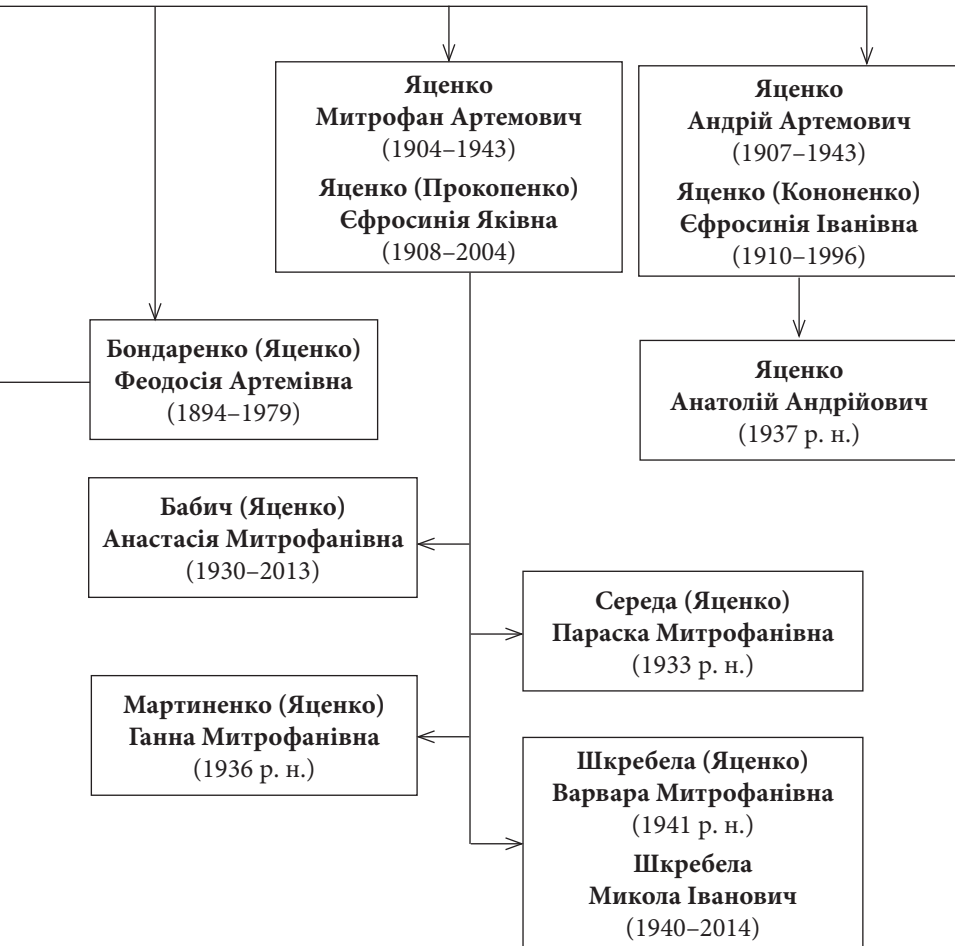 Яценко
Митрофан Артемович
(1904–1943)
Яценко (Прокопенко)
Єфросинія Яківна
(1908–2004)
Яценко
Андрій Артемович
(1907–1943)
Яценко (Кононенко)
Єфросинія Іванівна
(1910–1996)
Бондаренко (Яценко)
Феодосія Артемівна
(1894–1979)
Яценко
Анатолій Андрійович
(1937 р. н.)
Бабич (Яценко)
Анастасія Митрофанівна
(1930–2013)
Середа (Яценко)
Параска Митрофанівна
(1933 р. н.)
Мартиненко (Яценко)
Ганна Митрофанівна
(1936 р. н.)
Шкребела (Яценко)
Варвара Митрофанівна
(1941 р. н.)
Шкребела
Микола Іванович
(1940–2014)